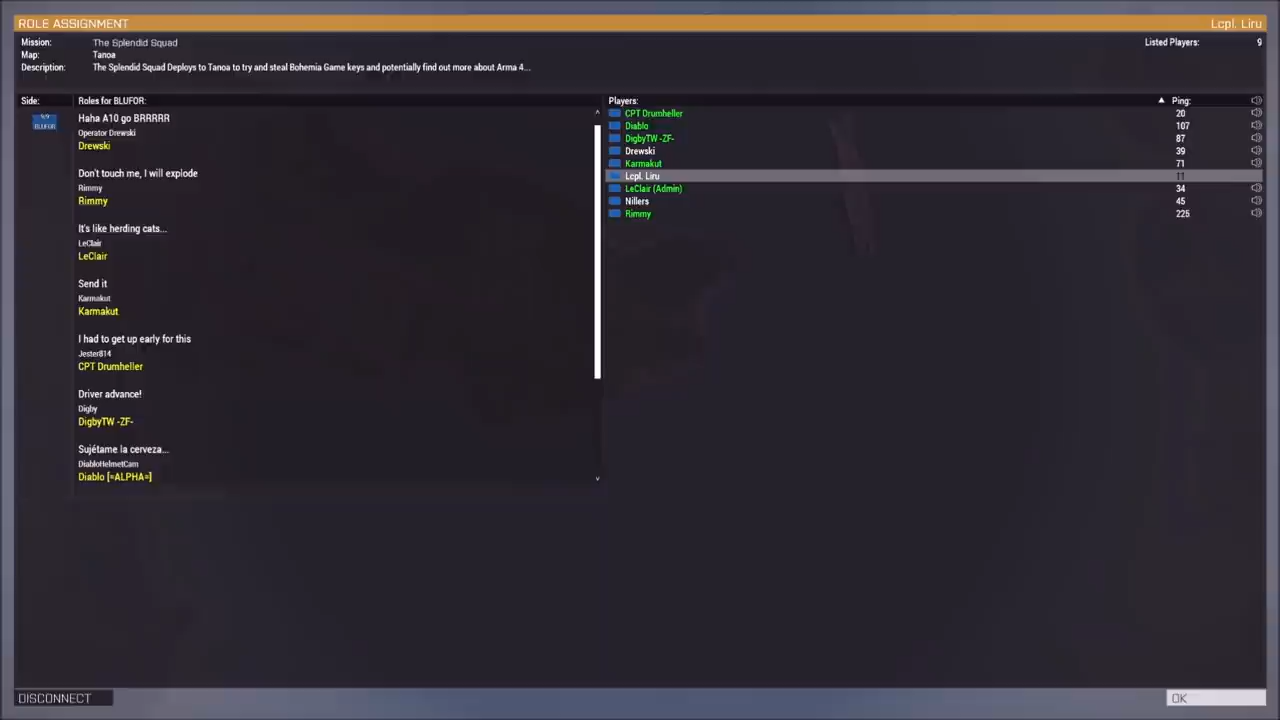 ROLE ASSIGNMENT Lcpl. Liru
Mission: The Splendid Squad Listed Players: 9
Map: Tanoa
Description: The Splendid Squad Deploys to Tanoa to try and steal Bohemia Game keys and potentially find out more about Arma 4...
Side: Roles for BLUFOR:
BLUFOR
Haha A10 go BRRRRR
Operator Drewski
Drewski
Don't touch me, I will explode
Rimmy
Rimmy
It's like herding cats...
LeClair
LeClair
Send it
Karmakut
Karmakut
I had to get up early for this
Jester814
CPT Drumheller
Driver advance!
Digby
DigbyTW -ZF-
Sujétame la cerveza...
DiabloHelmetCam
Diablo [=ALPHA=]
Players: Ping:
CPT Drumheller 20
Diablo 107
DigbyTW -ZF- 87
Drewski 39
Karmakut 71
Lcpl. Liru 11
LeClair (Admin) 34
Nillers 45
Rimmy 225
DISCONNECT OK